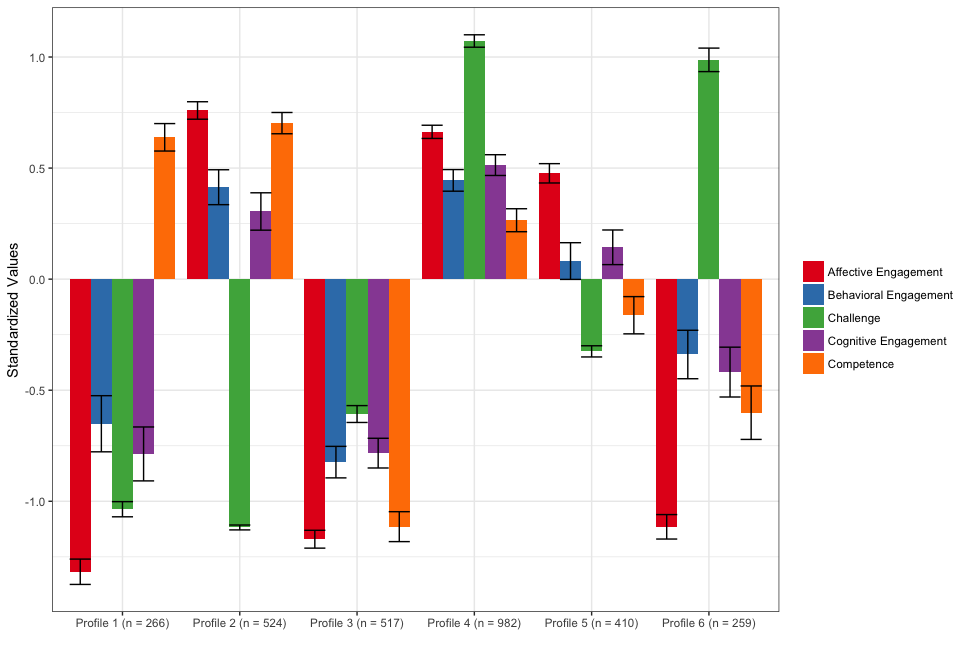 Standardized Values
1.0
0.5
0.0
-0.5
-1.0
Profile 1 (n = 266)
Profile 2 (n = 524)
Profile 3 (n = 517)
Profile 4 (n = 982)
Profile 5 (n = 410)
Profile 6 (n = 259)
Affective Engagement
Behavioral Engagement
Challenge
Cognitive Engagement
Competence